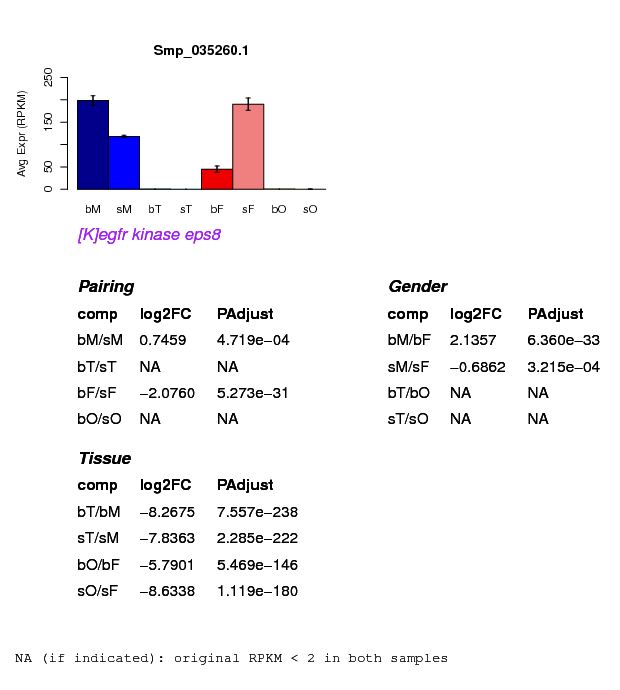 Smp_035260.1
Avg Expr (RPKM)
250
150
50
0
bM sM bT sT bF sF bO sO
[K]egfr kinase eps8
Pairing
comp log2FC PAdjust
bM/sM 0.7459 4.719e−04
bT/sT NA NA
bF/sF −2.0760 5.273e−31
bO/sO NA NA
Gender
comp log2FC PAdjust
bM/bF 2.1357 6.360e−33
sM/sF −0.6862 3.215e−04
bT/bO NA NA
sT/sO NA NA
Tissue
comp log2FC PAdjust
bT/bM −8.2675 7.557e−238
sT/sM −7.8363 2.285e−222
bO/bF −5.7901 5.469e−146
sO/sF −8.6338 1.119e−180
NA (if indicated): original RPKM < 2 in both samples